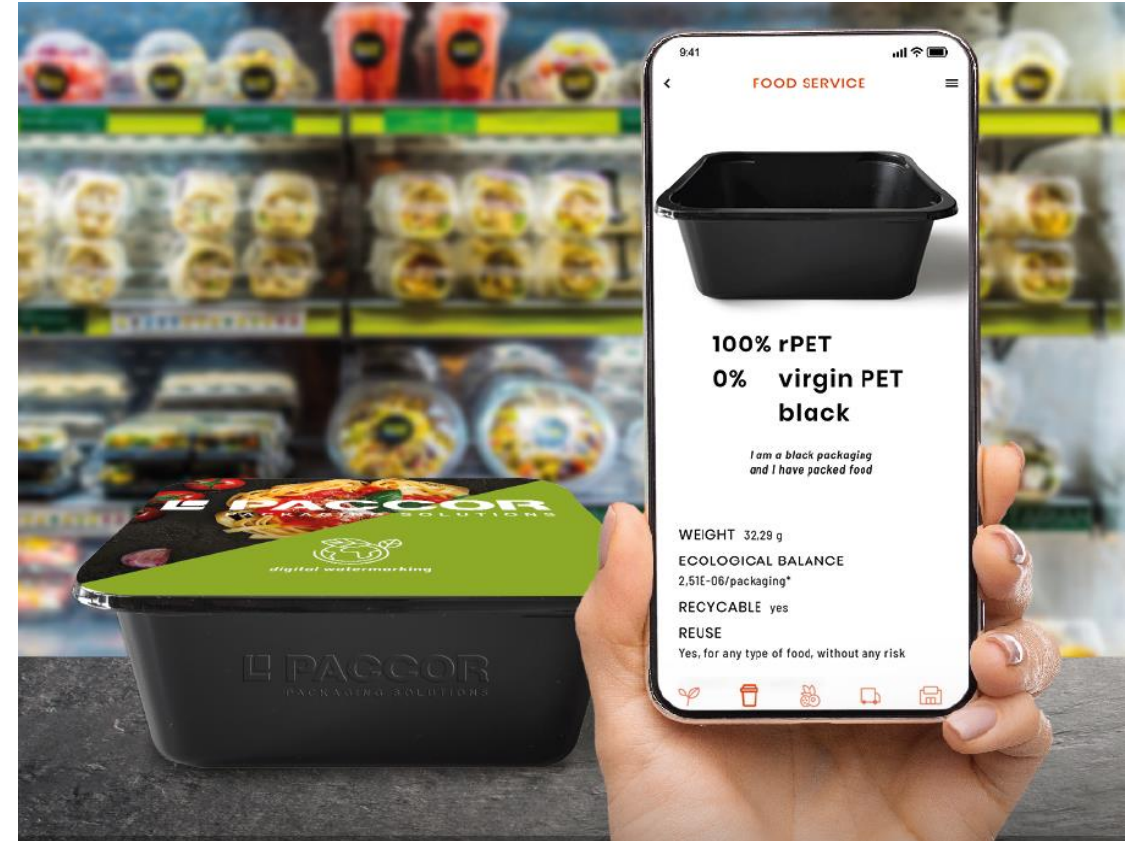 9:41
FOOD SERVICE
100% rPET
0% virgin PET
black
I am a black packaging
and I have packed food
WEIGHT 32,29 g
ECOLOGICAL BALANCE
2,51E-06/packaging*
RECYCABLE yes
REUSE
Yes, for any type of food, without any risk
PACCOR
PACKAGING SOLUTIONS
digital watermarking
PACCOR
PACKAGING SOLUTIONS